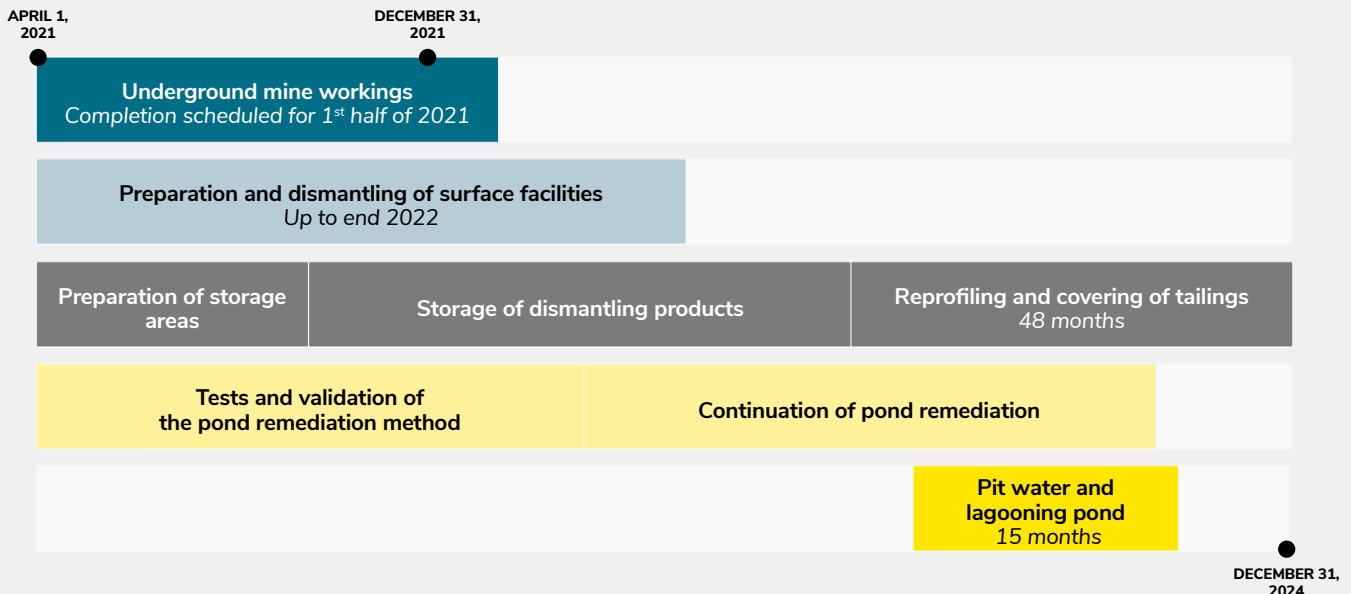 APRIL 1,
2021
DECEMBER 31,
2021
Underground mine workings
Completion scheduled for 1st half of 2021
Preparation and dismantling of surface facilities
Up to end 2022
Preparation of storage
areas
Storage of dismantling products
Reprofiling and covering of tailings
48 months
Tests and validation of
the pond remediation method
Continuation of pond remediation
Pit water and
lagooning pond
15 months
DECEMBER 31,
2024